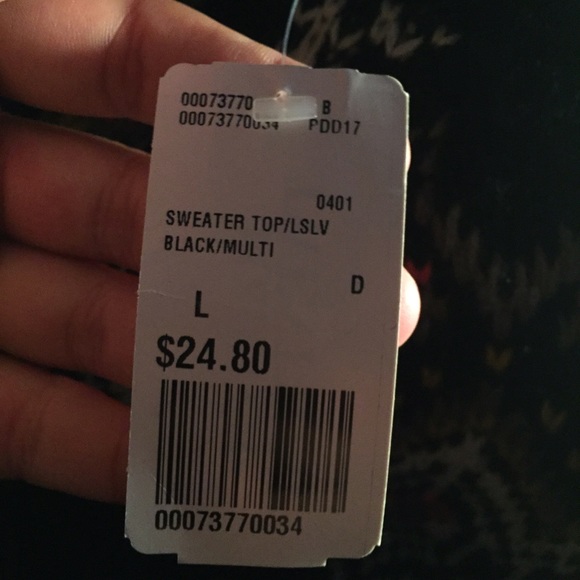 00073770 B
00073770034 PDD17
0401
SWEATER TOP/LSLV
BLACK/MULTI
D
L
$24.80
00073770034